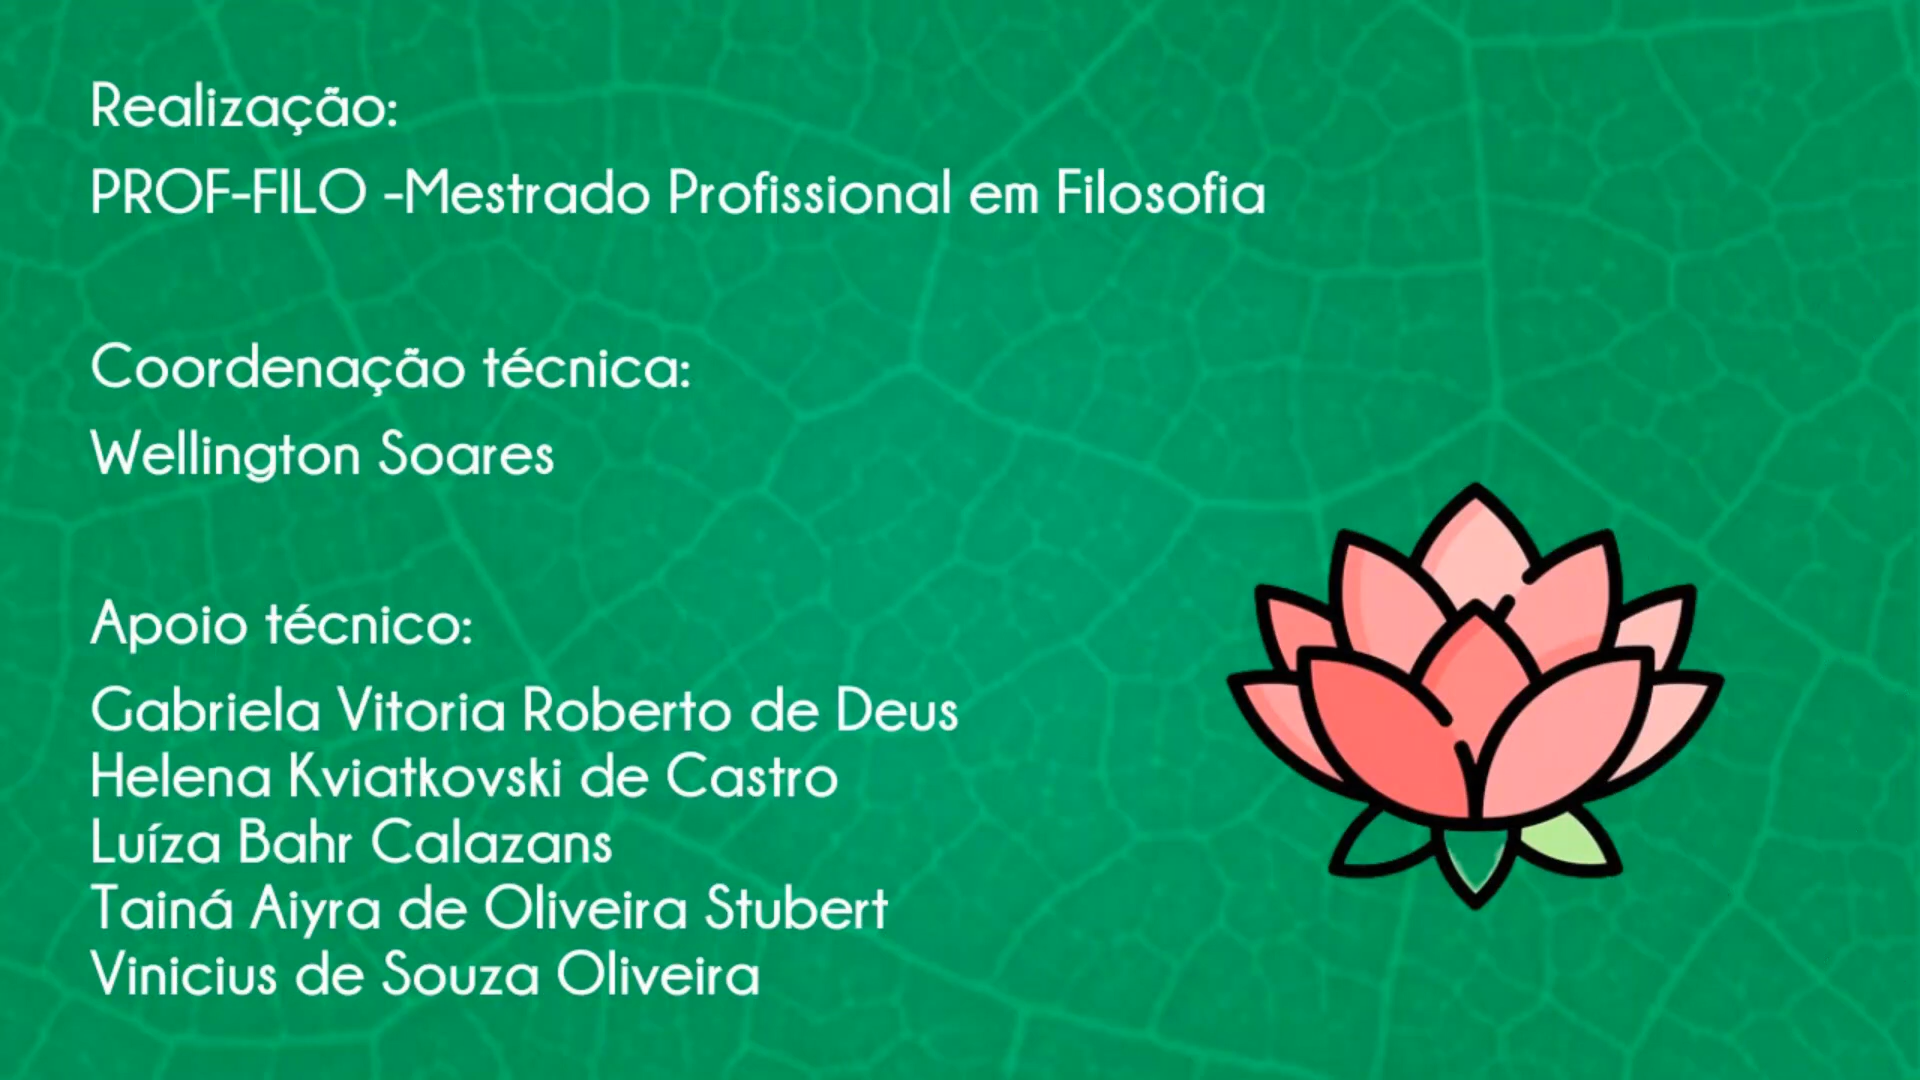 Realização:
PROF-FILO -Mestrado Profissional em Filosofia
Coordenação técnica:
Wellington Soares
Apoio técnico:
Gabriela Vitoria Roberto de Deus
Helena Kviatkovski de Castro
Luíza Bahr Calazans
Tainá Aiyra de Oliveira Stubert
Vinicius de Souza Oliveira